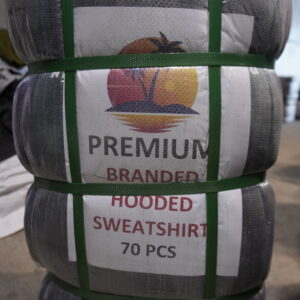 PREMIUM
BRANDED
HOODED
SWEATSHIRT
70 PCS